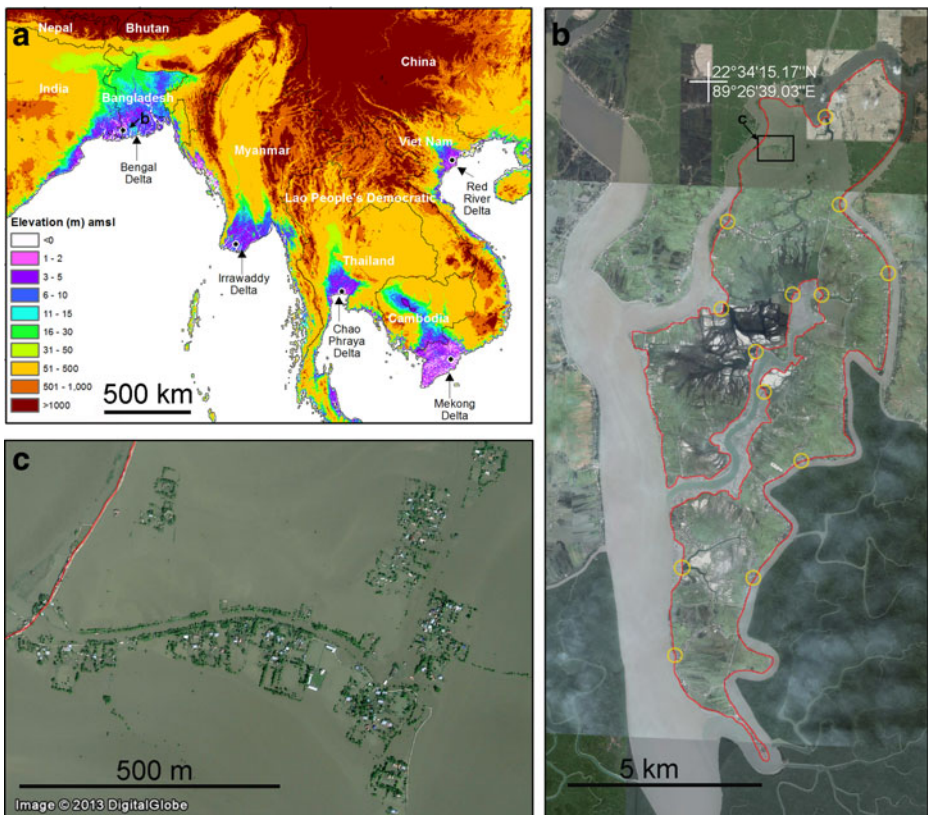 a
Nepal
Bhutan
China
India
Bangladesh
b
Bengal
Delta
Myanmar
Viet Nam
Red
River
Delta
Lao People's Democratic
Elevation (m) amsl
<0
1 - 2
3 - 5
6 - 10
11 - 15
16 - 30
31 - 50
51 - 500
501 - 1,000
>1000
500 km
Irrawaddy
Delta
Thailand
Chao
Phraya
Delta
Cambodia
Mekong
Delta
b
22°34'15.17"N
89°26'39.03"E
c
5 km
c
500 m
Image © 2013 DigitalGlobe